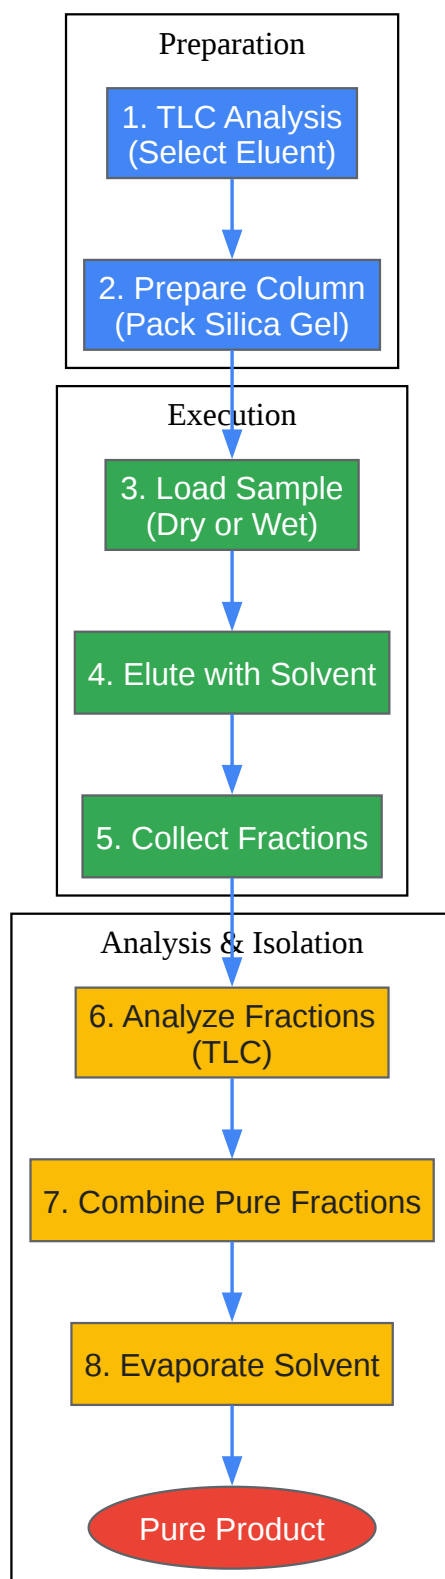 Preparation
1. TLC Analysis
(Select Eluent)
2. Prepare Column
(Pack Silica Gel)
Execution
3. Load Sample
(Dry or Wet)
4. Elute with Solvent
5. Collect Fractions
Analysis & Isolation
6. Analyze Fractions
(TLC)
7. Combine Pure Fractions
8. Evaporate Solvent
Pure Product